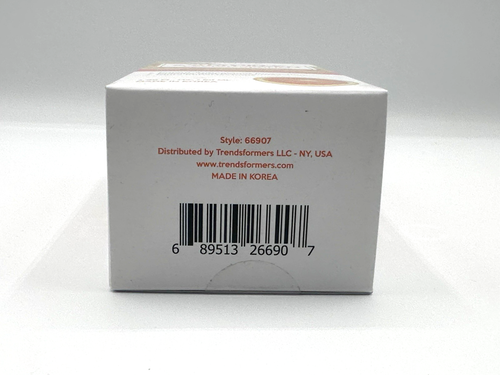 Style: 66907
Distributed by Trendsformers LLC - NY, USA
www.trendsformers.com
MADE IN KOREA
6 89513 26690 7